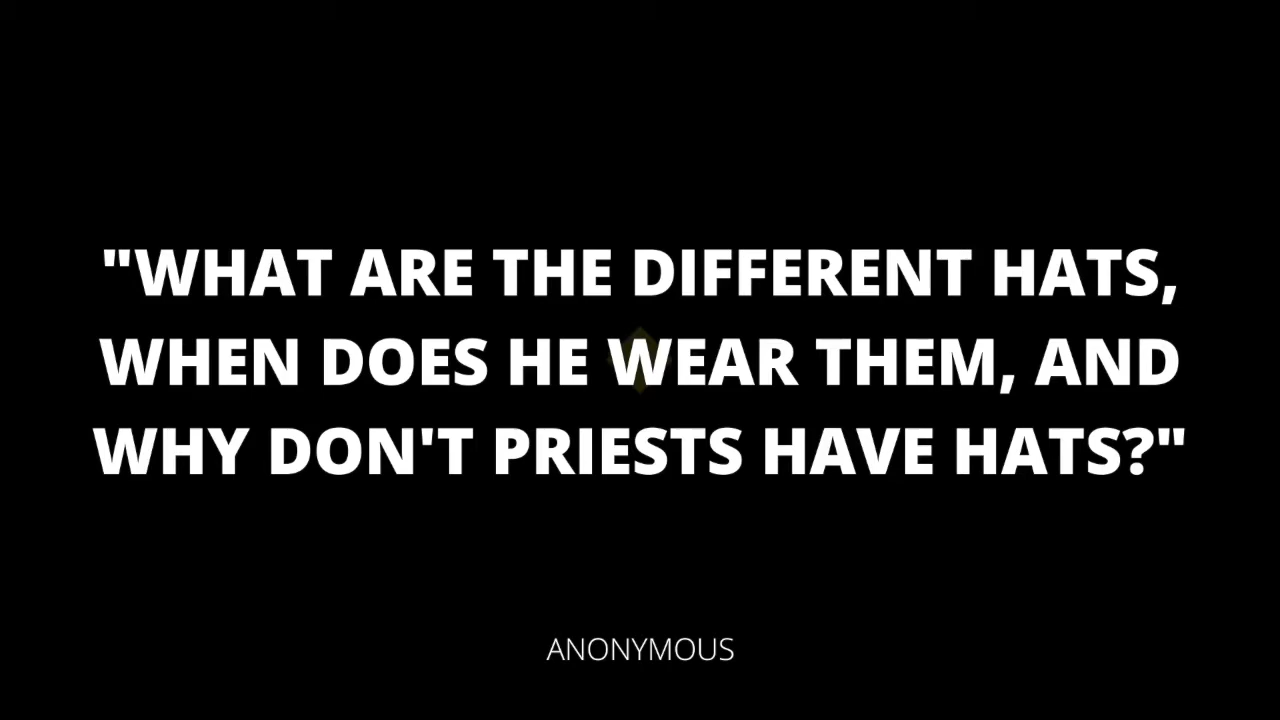 "WHAT ARE THE DIFFERENT HATS,
WHEN DOES HE WEAR THEM, AND
WHY DON'T PRIESTS HAVE HATS?"
ANONYMOUS